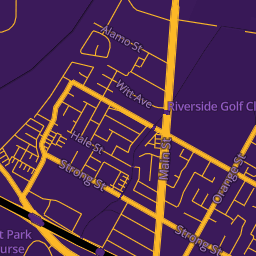 Alamo-St
Witt-Ave
Riverside Golf Cl
Hale-St
Main St
Strong-St
Orange-St
Strong-St
t Park
ourse